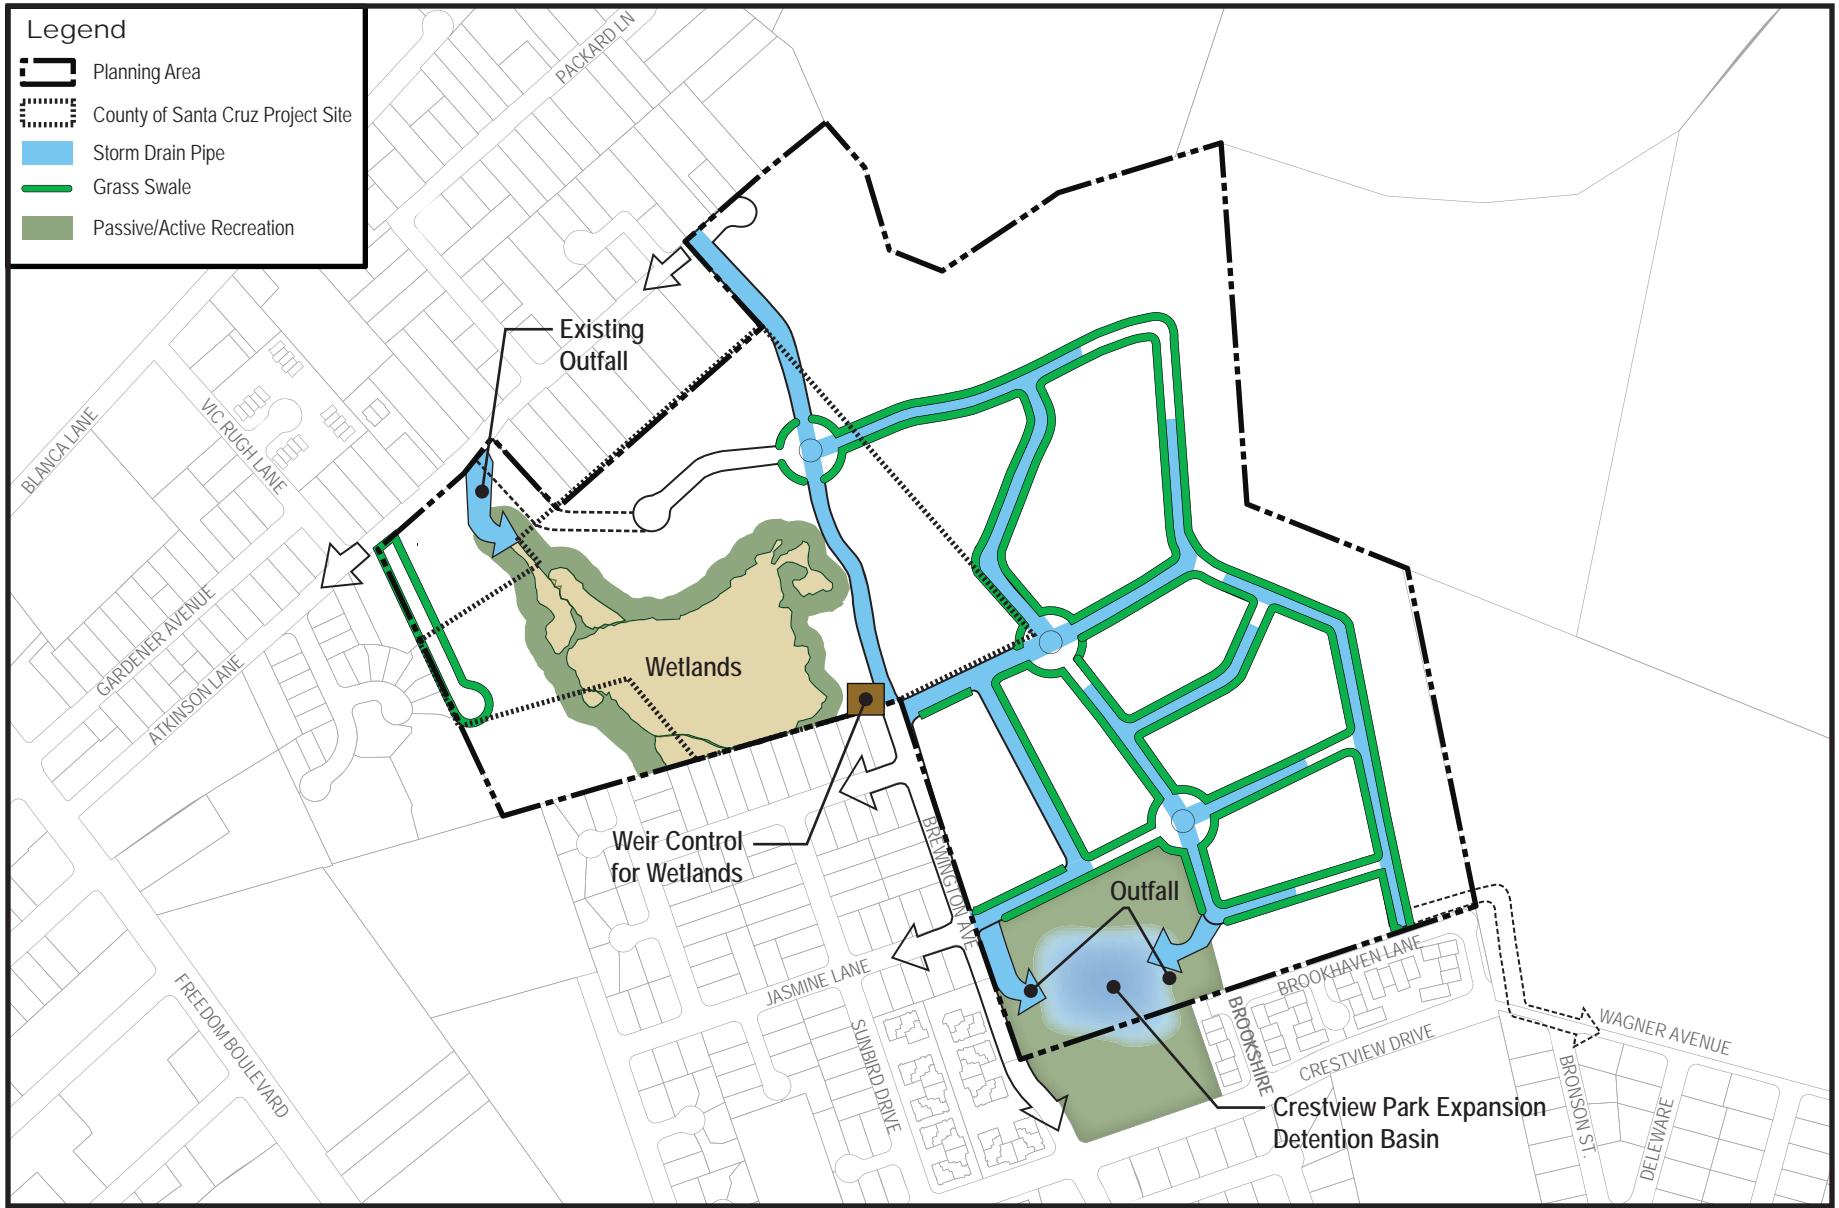 Legend
Planning Area
County of Santa Cruz Project Site
Storm Drain Pipe
Grass Swale
Passive/Active Recreation
PACKARD LN
Existing
Outfall
BLANCA LANE
VIC RUGH LANE
GARDENER AVENUE
ATKINSON LANE
Wetlands
Weir Control
for Wetlands
BREWINGTON AVE
Outfall
JASMINE LANE
FREEDOM BOULEVARD
SUNBIRD DRIVE
BROOKHAVEN LANE
BROOKSHIRE
CRESTVIEW DRIVE
WAGNER AVENUE
BRONSON ST.
DELEWARE
Crestview Park Expansion
Detention Basin